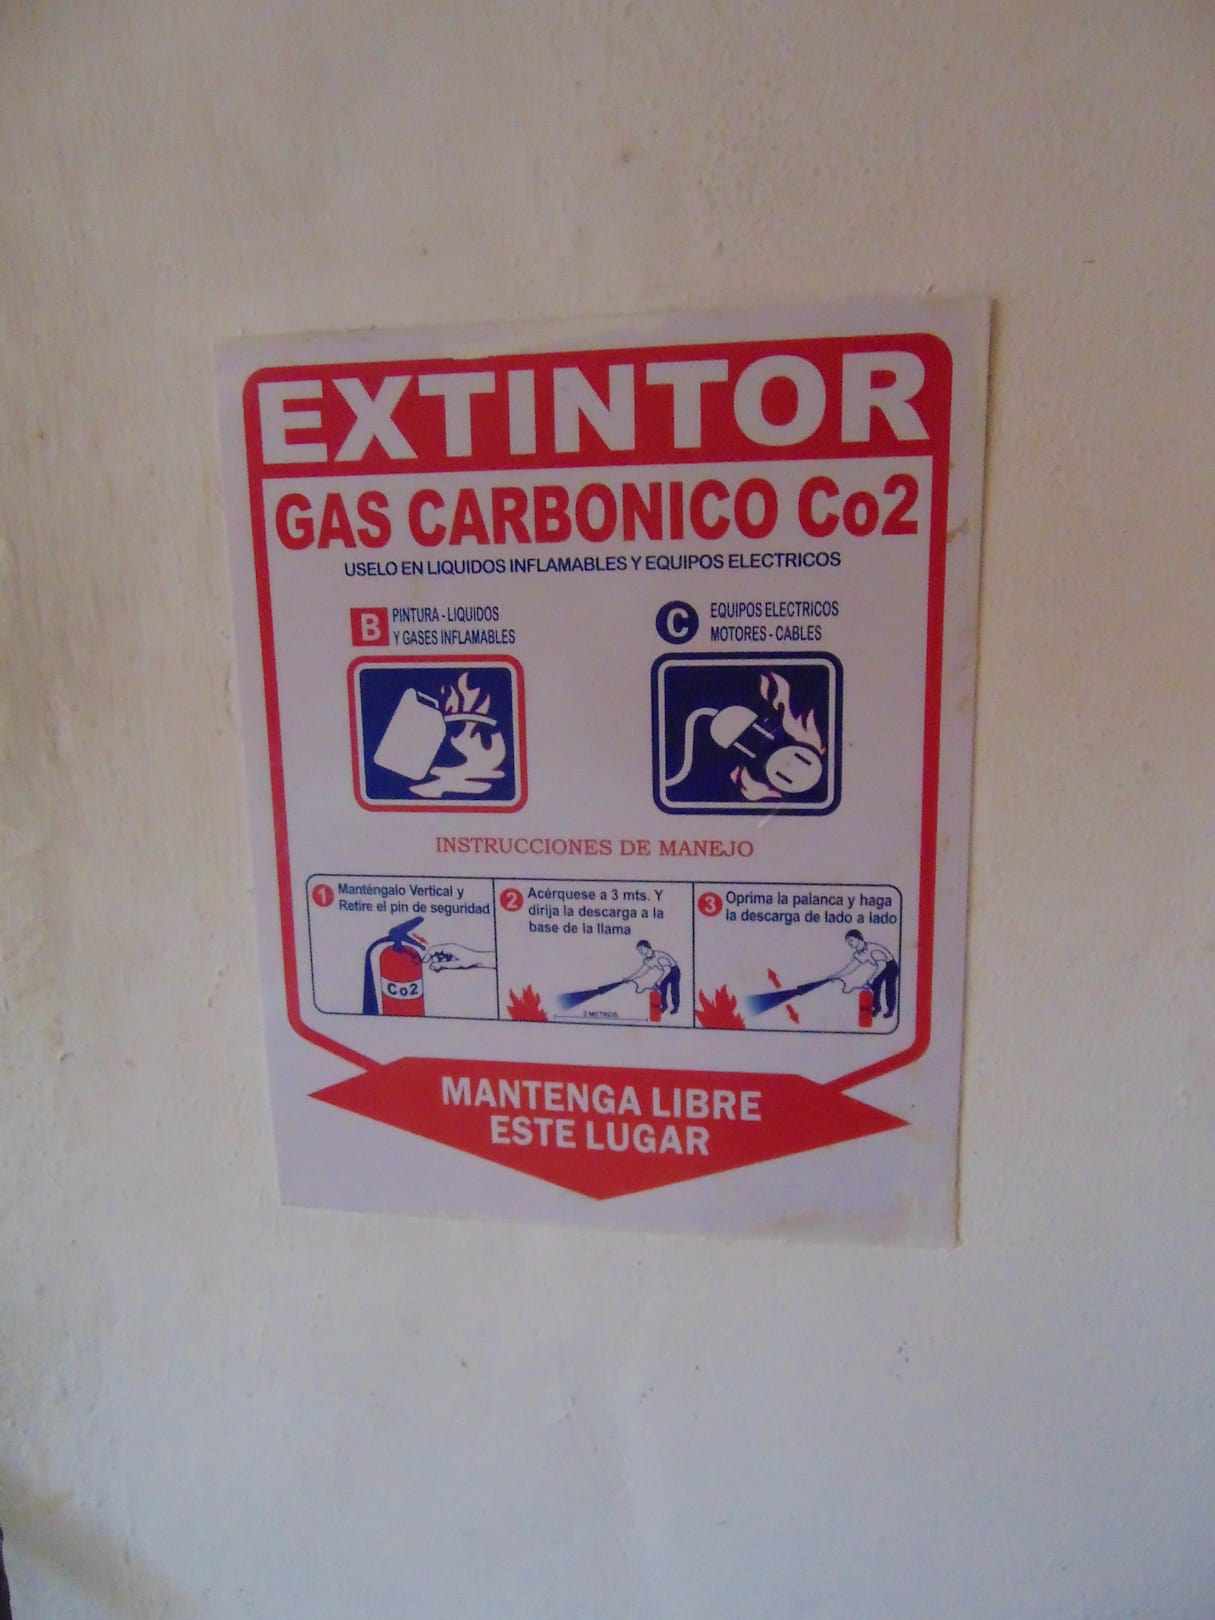 EXTINTOR
GAS CARBONICO Co2
USELO EN LIQUIDOS INFLAMABLES Y EQUIPOS ELECTRICOS
B PINTURA - LIQUIDOS
Y GASES INFLAMABLES
C EQUIPOS ELECTRICOS
MOTORES - CABLES
INSTRUCCIONES DE MANEJO
1 Manténgalo Vertical y
Retire el pin de seguridad
Co2
2 Acérquese a 3 mts. Y
dirija la descarga a la
base de la llama
METROS
3 Oprima la palanca y haga
la descarga de lado a lado
MANTENGA LIBRE
ESTE LUGAR